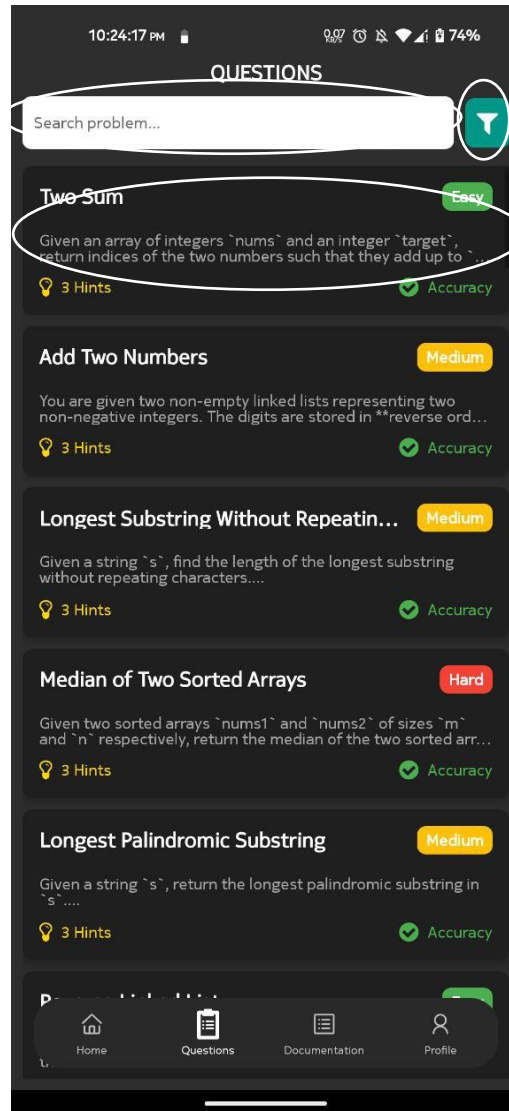 10:24:17 PM
0.07 KB/S 74%
QUESTIONS
Search problem...
Two Sum
Easy
Given an array of integers `nums` and an integer `target`,
return indices of the two numbers such that they add up to `...
3 Hints
Accuracy
Add Two Numbers
Medium
You are given two non-empty linked lists representing two
non-negative integers. The digits are stored in **reverse ord...
3 Hints
Accuracy
Longest Substring Without Repeatin...
Medium
Given a string `s`, find the length of the longest substring
without repeating characters....
3 Hints
Accuracy
Median of Two Sorted Arrays
Hard
Given two sorted arrays `nums1` and `nums2` of sizes `m`
and `n` respectively, return the median of the two sorted arr...
3 Hints
Accuracy
Longest Palindromic Substring
Medium
Given a string `s`, return the longest palindromic substring in
`s`....
3 Hints
Accuracy
Home
Questions
Documentation
Profile